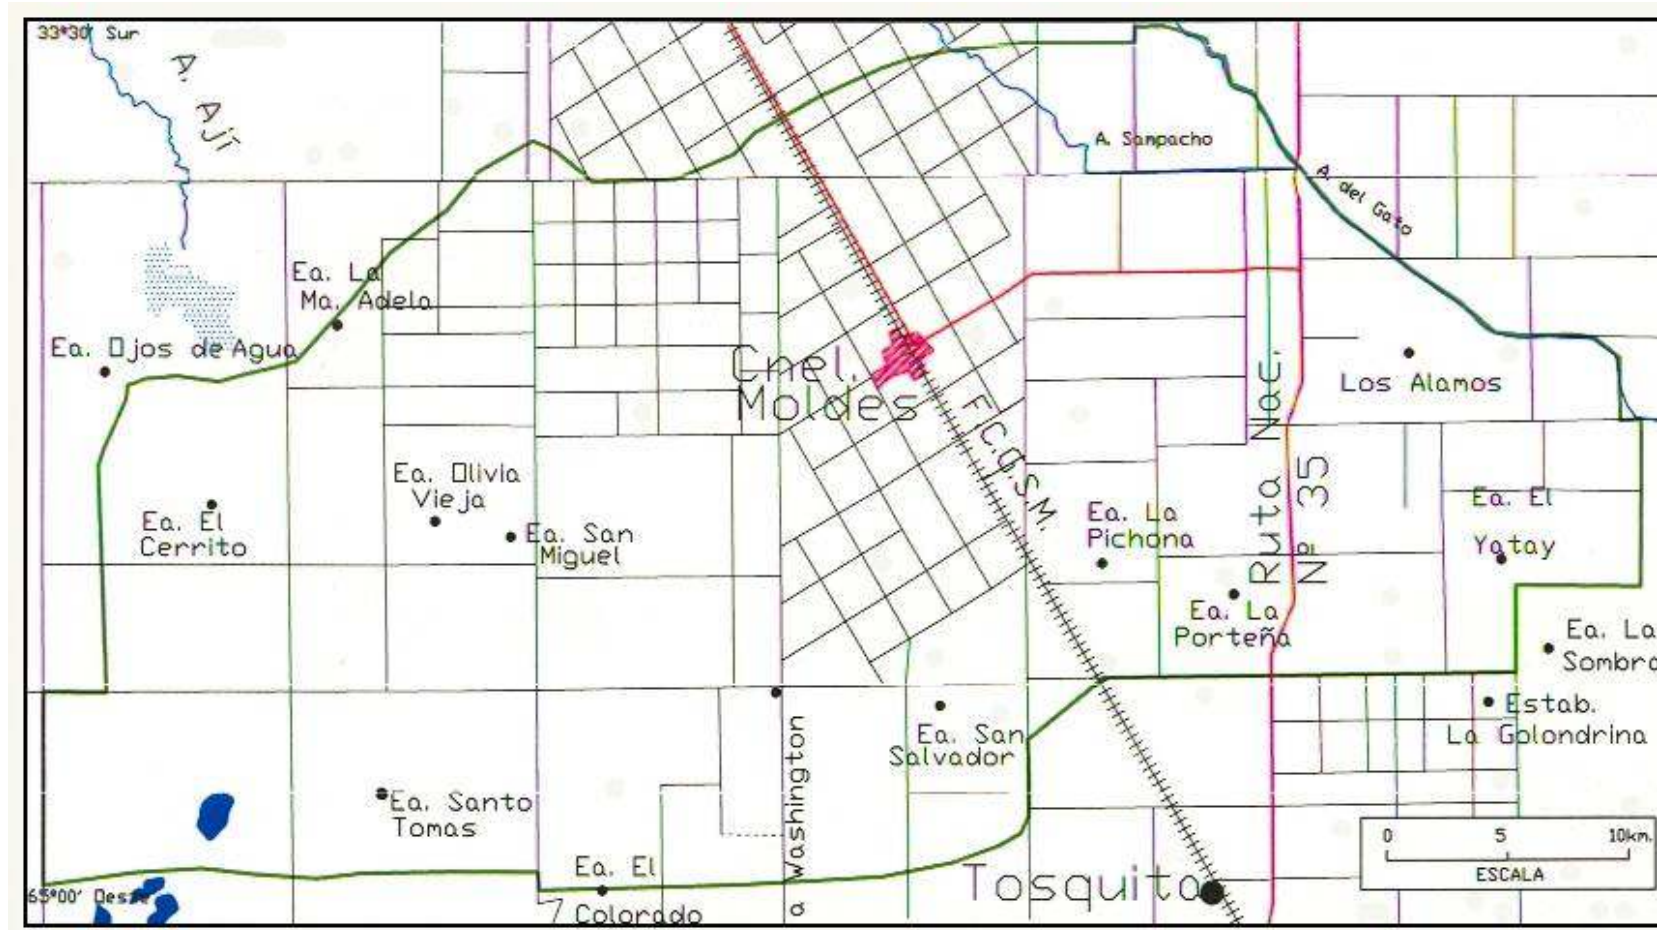 33°30' Sur
A. Ají
A. Sampacho
A. del Gato
Ea. La
Ma. Adela
Ea. Ojos de Agua
Cnel.
Moldes
Los Alamos
Ruta Nac.
Nº 35
F.C.G.S.M.
Ea. Olivia
Vieja
Ea. El
Cerrito
Ea. San
Miguel
Ea. La
Pichona
Ea. El
Yatay
Ea. La
Porteña
Ea. La
Sombra
Estab.
La Golondrina
Ea. San
Salvador
a Washington
Ea. Santo
Tomas
Ea. El
Colorado
Tosquita
0 5 10km.
ESCALA
65°00' Oeste